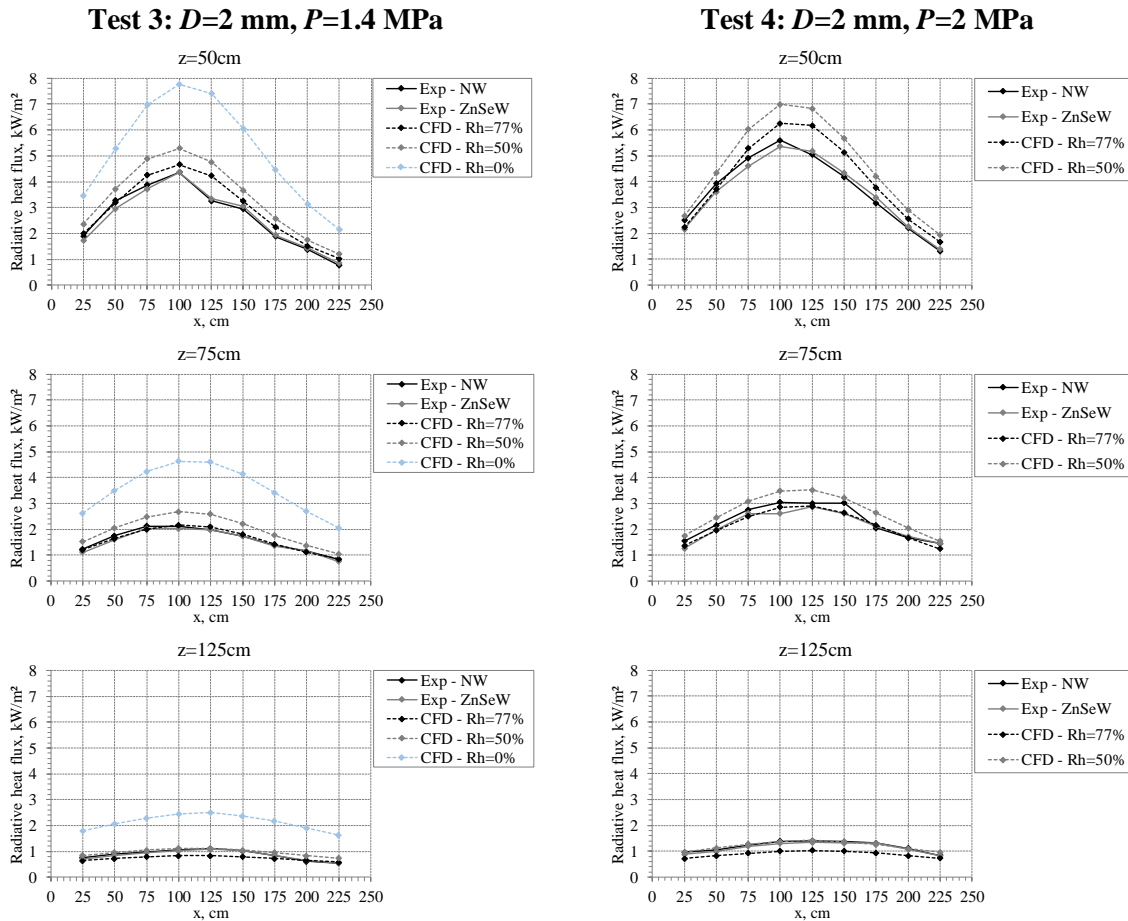 Test 3: D=2 mm, P=1.4 MPa
Test 4: D=2 mm, P=2 MPa
z=50cm
Radiative heat flux, kW/m²
8
7
6
5
4
3
2
1
0
0 25 50 75 100 125 150 175 200 225 250
x, cm
Exp - NW
Exp - ZnSeW
CFD - Rh=77%
CFD - Rh=50%
CFD - Rh=0%
z=50cm
Radiative heat flux, kW/m²
8
7
6
5
4
3
2
1
0
0 25 50 75 100 125 150 175 200 225 250
x, cm
Exp - NW
Exp - ZnSeW
CFD - Rh=77%
CFD - Rh=50%
z=75cm
Radiative heat flux, kW/m²
8
7
6
5
4
3
2
1
0
0 25 50 75 100 125 150 175 200 225 250
x, cm
Exp - NW
Exp - ZnSeW
CFD - Rh=77%
CFD - Rh=50%
CFD - Rh=0%
z=75cm
Radiative heat flux, kW/m²
8
7
6
5
4
3
2
1
0
0 25 50 75 100 125 150 175 200 225 250
x, cm
Exp - NW
Exp - ZnSeW
CFD - Rh=77%
CFD - Rh=50%
z=125cm
Radiative heat flux, kW/m²
8
7
6
5
4
3
2
1
0
0 25 50 75 100 125 150 175 200 225 250
x, cm
Exp - NW
Exp - ZnSeW
CFD - Rh=77%
CFD - Rh=50%
CFD - Rh=0%
z=125cm
Radiative heat flux, kW/m²
8
7
6
5
4
3
2
1
0
0 25 50 75 100 125 150 175 200 225 250
x, cm
Exp - NW
Exp - ZnSeW
CFD - Rh=77%
CFD - Rh=50%